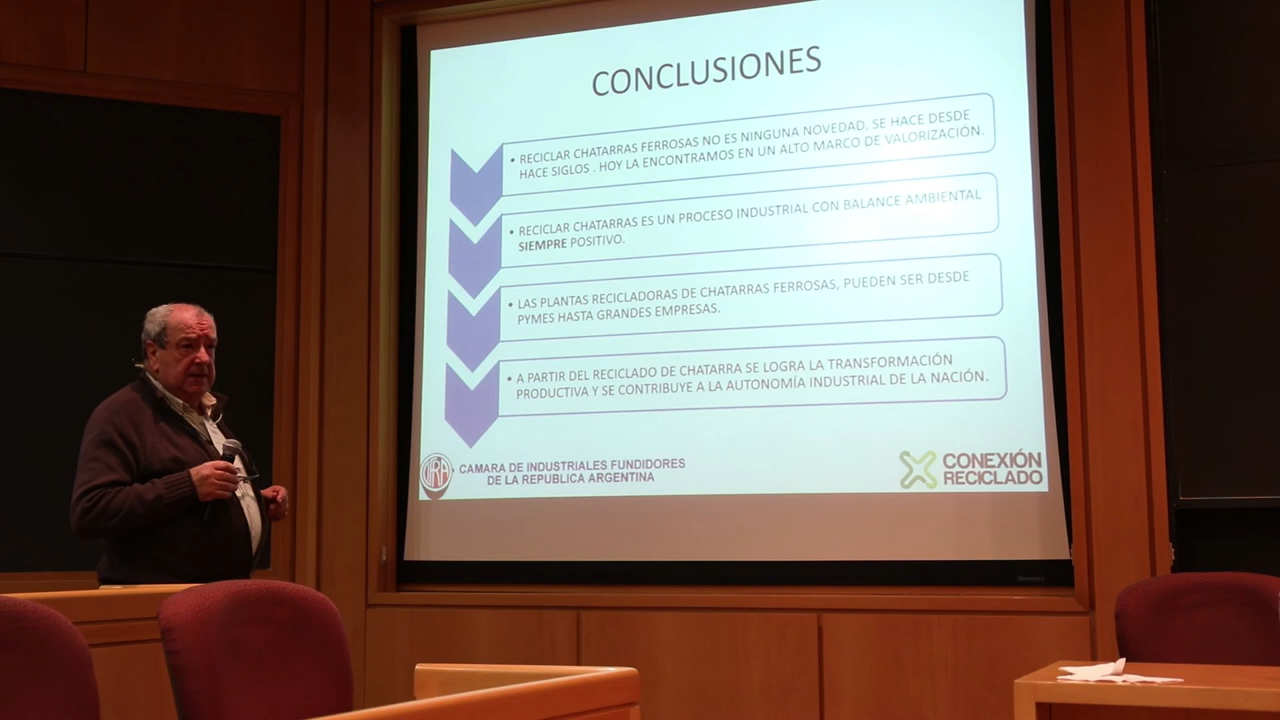 CONCLUSIONES
• RECICLAR CHATARRAS FERROSAS NO ES NINGUNA NOVEDAD, SE HACE DESDE
HACE SIGLOS . HOY LA ENCONTRAMOS EN UN ALTO MARCO DE VALORIZACIÓN.
• RECICLAR CHATARRAS ES UN PROCESO INDUSTRIAL CON BALANCE AMBIENTAL
SIEMPRE POSITIVO.
• LAS PLANTAS RECICLADORAS DE CHATARRAS FERROSAS, PUEDEN SER DESDE
PYMES HASTA GRANDES EMPRESAS.
• A PARTIR DEL RECICLADO DE CHATARRA SE LOGRA LA TRANSFORMACIÓN
PRODUCTIVA Y SE CONTRIBUYE A LA AUTONOMÍA INDUSTRIAL DE LA NACIÓN.
CAMARA DE INDUSTRIALES FUNDIDORES
DE LA REPUBLICA ARGENTINA
CONEXIÓN
RECICLADO